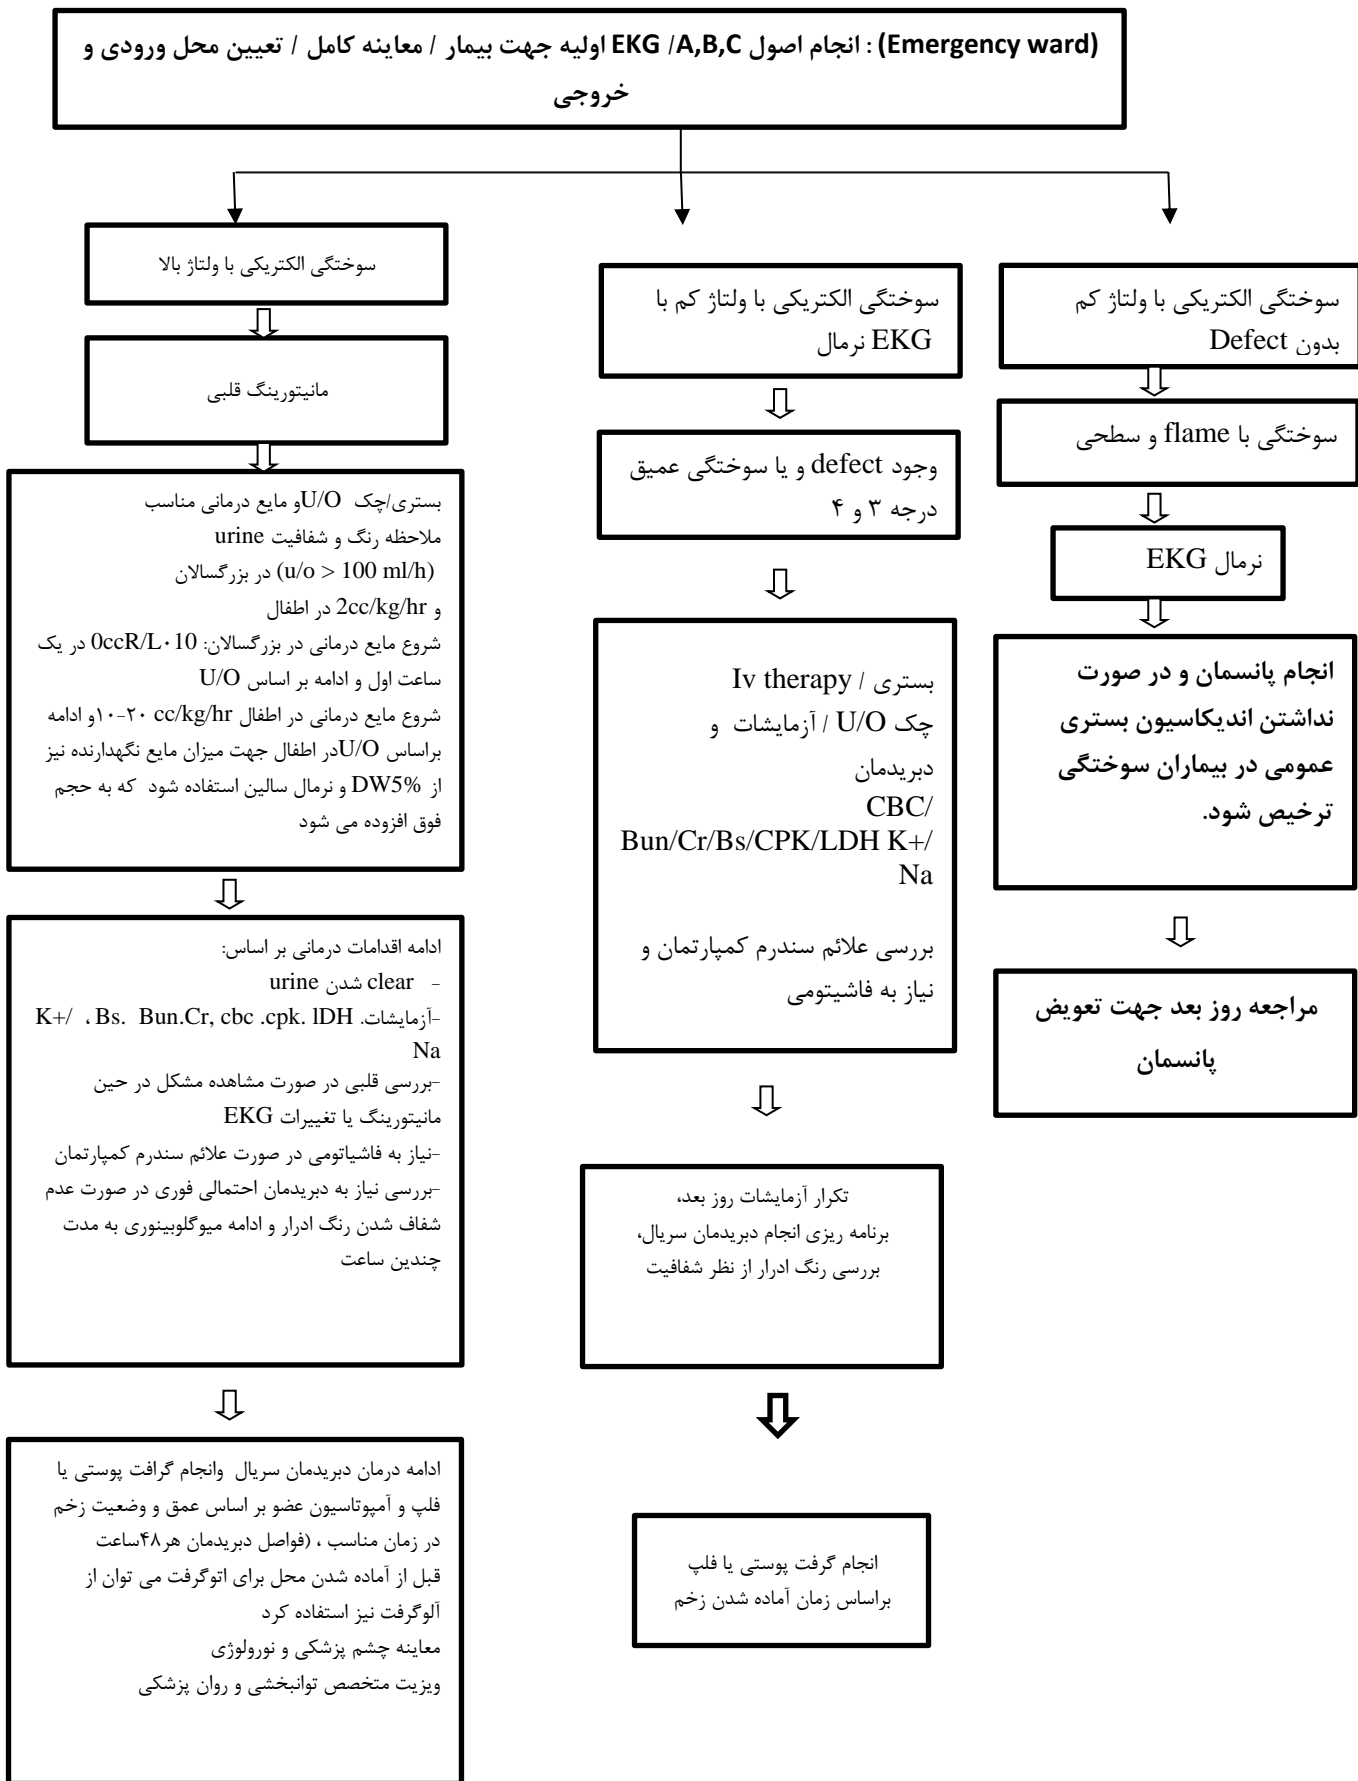 (Emergency ward) : انجام اصول EKG /A,B,C اولیه جهت بیمار / معاینه کامل / تعیین محل ورودی و
خروجی
سوختگی الکتریکی با ولتاژ کم
بدون Defect
سوختگی با flame و سطحی
نرمال EKG
انجام پانسمان و در صورت
نداشتن اندیکاسیون بستری
عمومی در بیماران سوختگی
ترخیص شود.
مراجعه روز بعد جهت تعویض
پانسمان
سوختگی الکتریکی با ولتاژ کم با
EKG نرمال
وجود defect و یا سوختگی عمیق
درجه ۳ و ۴
بستری / Iv therapy
چک U/O / آزمایشات و
دبریدمان
CBC/
Bun/Cr/Bs/CPK/LDH K+/
Na
بررسی علائم سندرم کمپارتمان و
نیاز به فاشیتومی
تکرار آزمایشات روز بعد،
برنامه ریزی انجام دبریدمان سریال،
بررسی رنگ ادرار از نظر شفافیت
انجام گرفت پوستی یا فلپ
براساس زمان آماده شدن زخم
سوختگی الکتریکی با ولتاژ بالا
مانیتورینگ قلبی
بستری/چک U/Oو مایع درمانی مناسب
ملاحظه رنگ و شفافیت urine
(u/o > 100 ml/h) در بزرگسالان
و 2cc/kg/hr در اطفال
شروع مایع درمانی در بزرگسالان: 0ccR/L۰10 در یک
ساعت اول و ادامه بر اساس U/O
شروع مایع درمانی در اطفال ۱۰-۲۰ cc/kg/hrو ادامه
براساس U/Oدر اطفال جهت میزان مایع نگهدارنده نیز
از DW5% و نرمال سالین استفاده شود که به حجم
فوق افزوده می شود
ادامه اقدامات درمانی بر اساس:
- clear شدن urine
-آزمایشات. K+/ ، Bs. Bun.Cr, cbc .cpk. lDH
Na
-بررسی قلبی در صورت مشاهده مشکل در حین
مانیتورینگ یا تغییرات EKG
-نیاز به فاشیاتومی در صورت علائم سندرم کمپارتمان
-بررسی نیاز به دبریدمان احتمالی فوری در صورت عدم
شفاف شدن رنگ ادرار و ادامه میوگلوبینوری به مدت
چندین ساعت
ادامه درمان دبریدمان سریال وانجام گرافت پوستی یا
فلپ و آمپوتاسیون عضو بر اساس عمق و وضعیت زخم
در زمان مناسب ، (فواصل دبریدمان هر۴۸ساعت
قبل از آماده شدن محل برای اتوگرفت می توان از
آلوگرفت نیز استفاده کرد
معاینه چشم پزشکی و نورولوژی
ویزیت متخصص توانبخشی و روان پزشکی